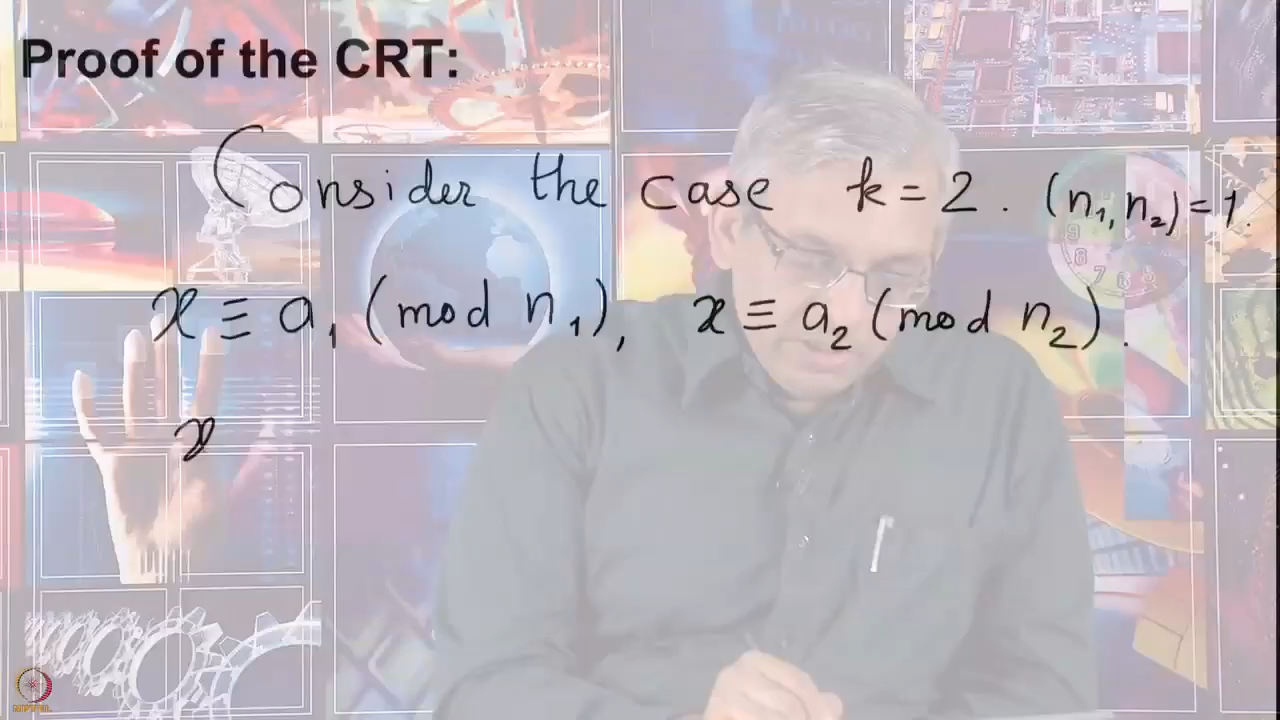 Proof of the CRT:
Consider the case k = 2. (n₁, n₂) = 1.
x ≡ a₁ (mod n₁), x ≡ a₂ (mod n₂).
x